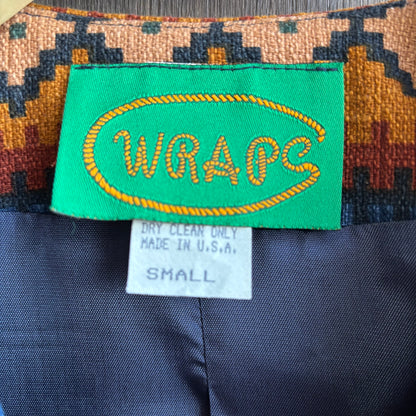 WRAPS
DRY CLEAN ONLY
MADE IN U.S.A.
SMALL